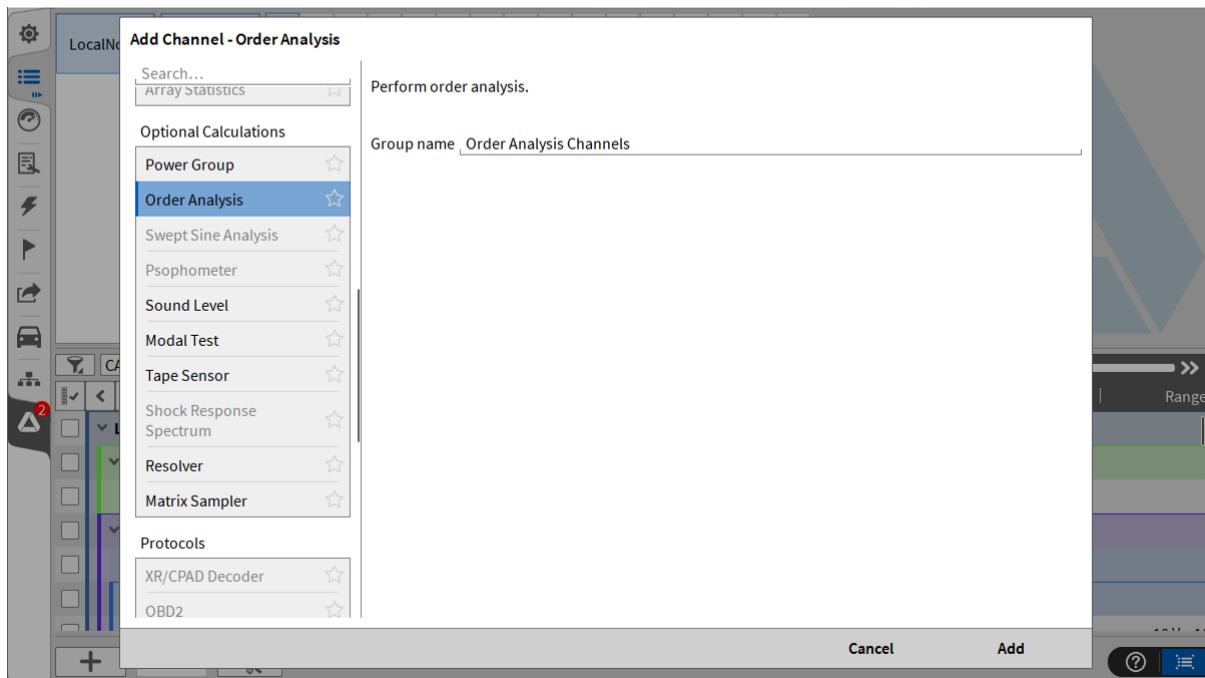 LocalNo
Add Channel - Order Analysis
Search...
Array Statistics
Optional Calculations
Power Group
Order Analysis
Swept Sine Analysis
Psophometer
Sound Level
Modal Test
Tape Sensor
Shock Response
Spectrum
Resolver
Matrix Sampler
Protocols
XR/CPAD Decoder
OBD2
Perform order analysis.
Group name Order Analysis Channels
Cancel
Add
CA
Range
2